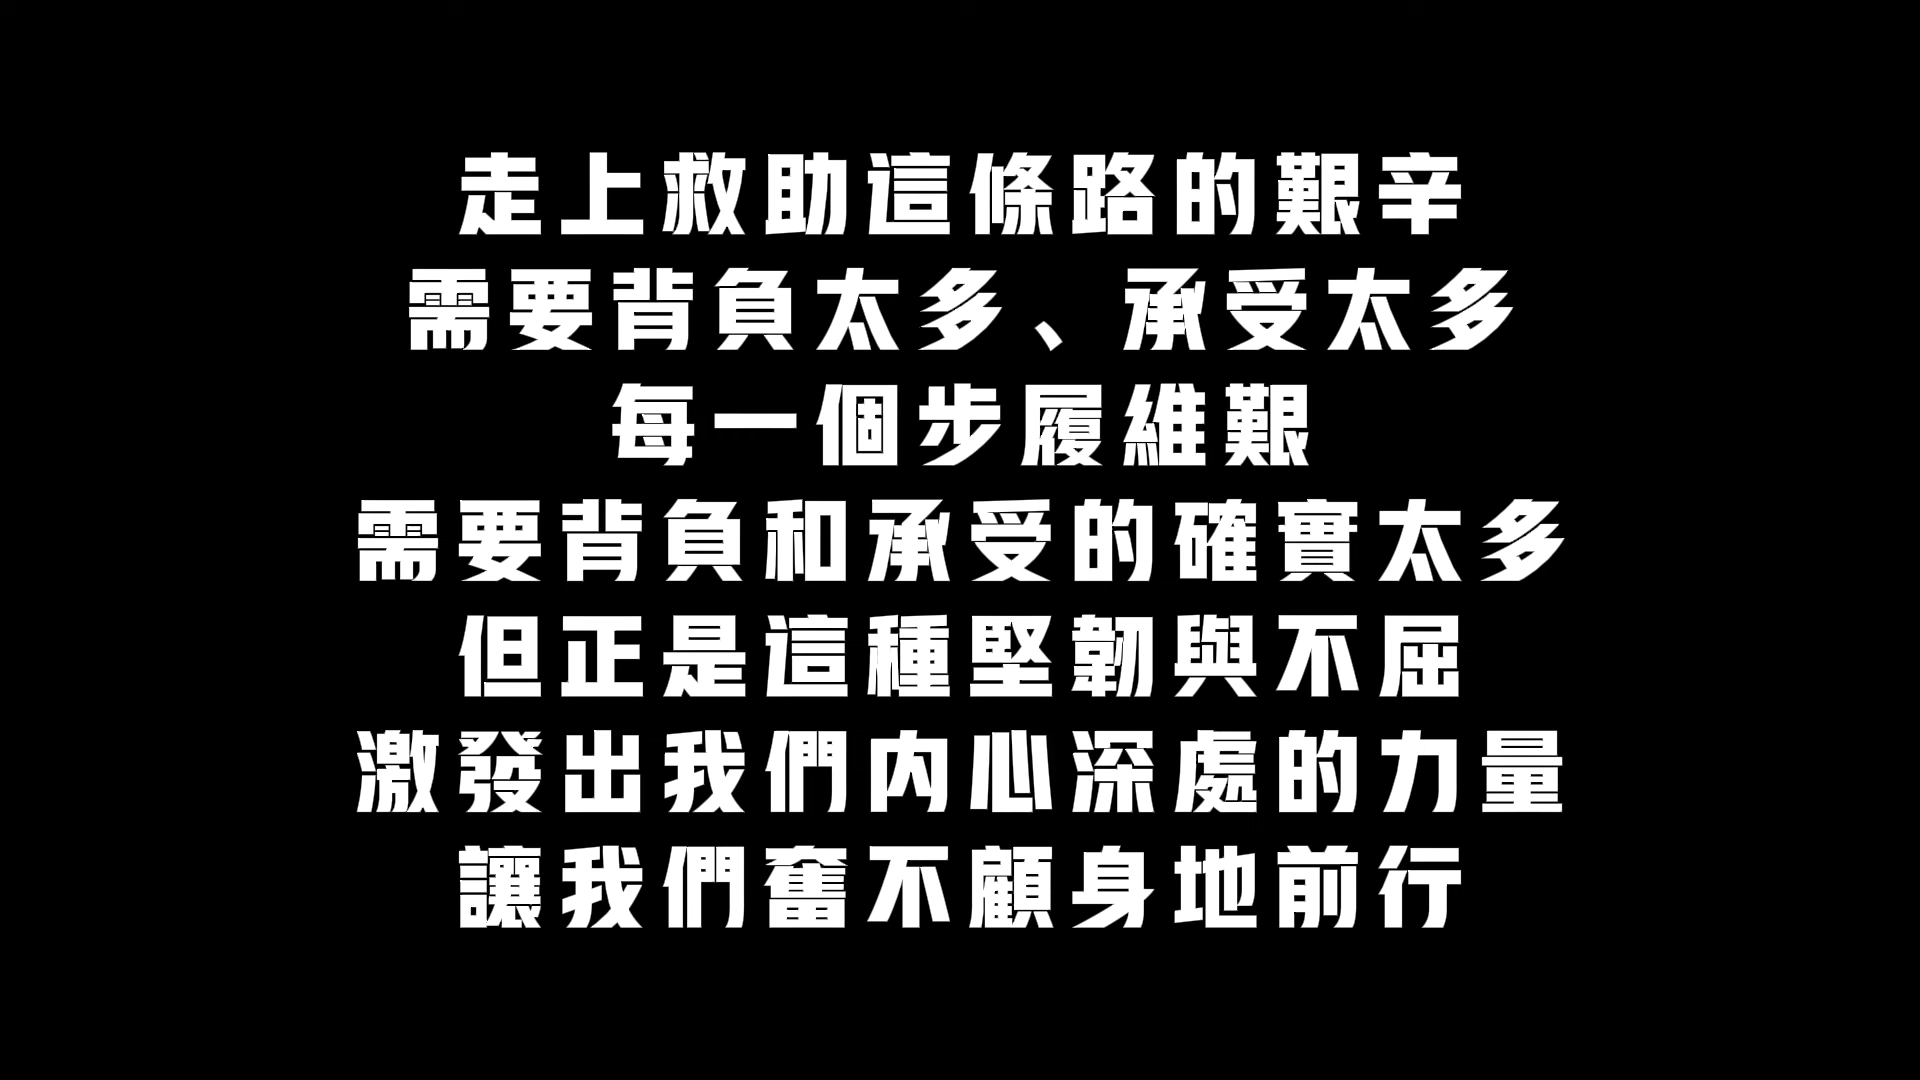 走上救助這條路的艱辛
需要背負太多、承受太多
每一個步履維艱
需要背負和承受的確實太多
但正是這種堅韌與不屈
激發出我們內心深處的力量
讓我們奮不顧身地前行